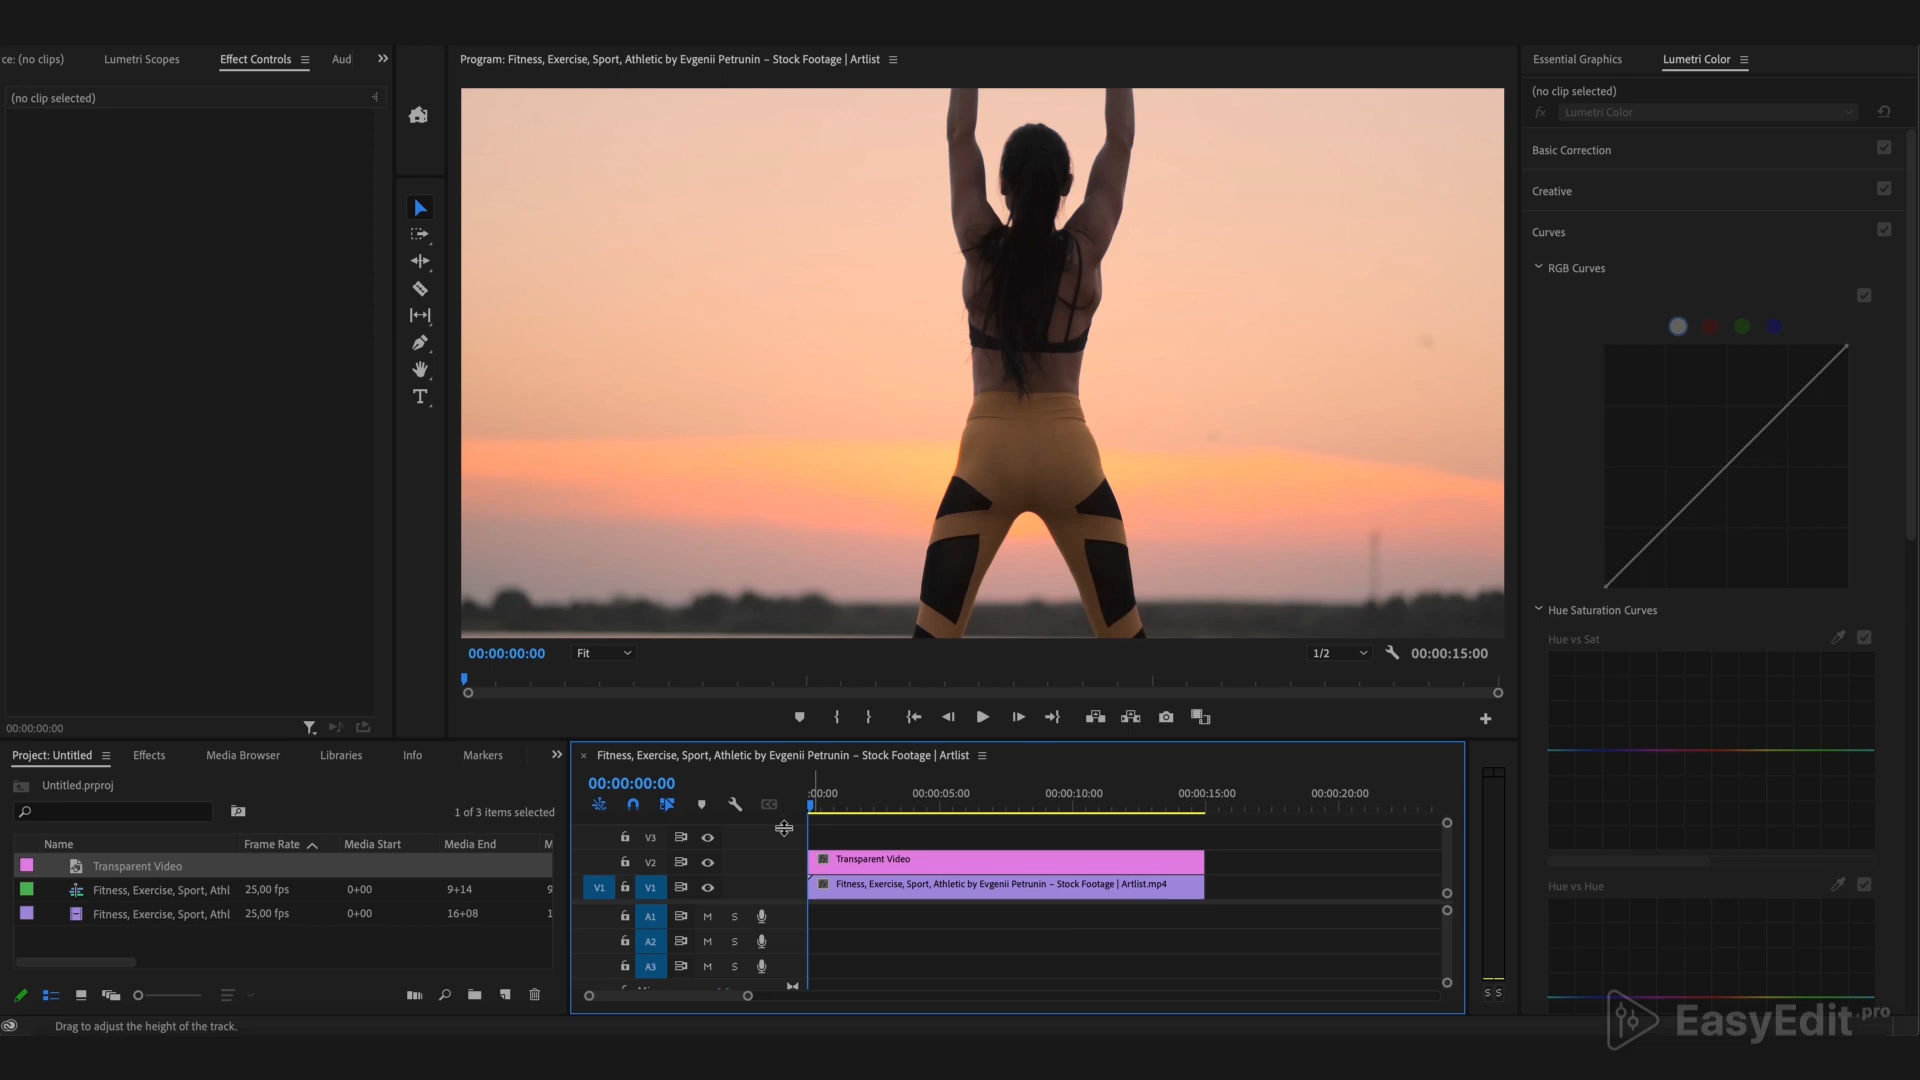 ce: (no clips)
Lumetri Scopes
Effect Controls
Aud
Program: Fitness, Exercise, Sport, Athletic by Evgenii Petrunin – Stock Footage | Artlist
Essential Graphics
Lumetri Color
(no clip selected)
(no clip selected)
fx
Lumetri Color
Basic Correction
Creative
Curves
RGB Curves
Hue Saturation Curves
Hue vs Sat
Hue vs Hue
00:00:00:00
Fit
1/2
00:00:15:00
00:00:00:00
Project: Untitled
Effects
Media Browser
Libraries
Info
Markers
Untitled.prproj
1 of 3 items selected
Name
Frame Rate
Media Start
Media End
M
Transparent Video
Fitness, Exercise, Sport, Athl
25,00 fps
0+00
9+14
9
Fitness, Exercise, Sport, Athl
25,00 fps
0+00
16+08
1
× Fitness, Exercise, Sport, Athletic by Evgenii Petrunin – Stock Footage | Artlist
00:00:00:00
CC
:00:00
00:00:05:00
00:00:10:00
00:00:15:00
00:00:20:00
V3
V2
fx Transparent Video
V1
V1
fx Fitness, Exercise, Sport, Athletic by Evgenii Petrunin – Stock Footage | Artlist.mp4
A1 M S
A2 M S
A3 M S
S S
Drag to adjust the height of the track.
EasyEdit.pro